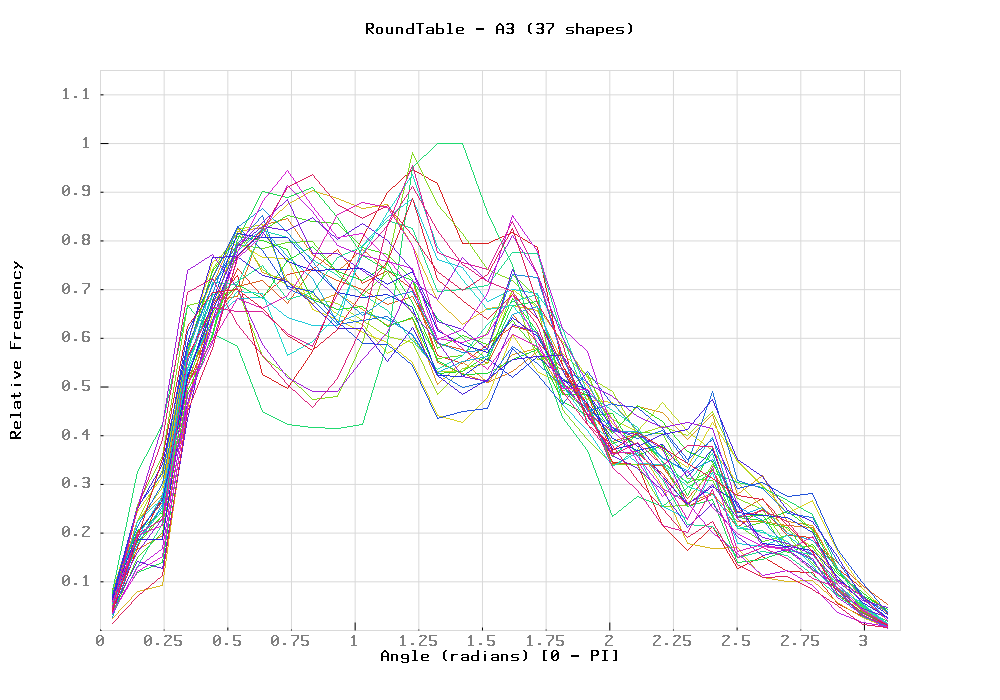 RoundTable - A3 (37 shapes)
1.1
1
0.9
0.8
0.7
0.6
0.5
0.4
0.3
0.2
0.1
Relative Frequency
0 0.25 0.5 0.75 1 1.25 1.5 1.75 2 2.25 2.5 2.75 3
Angle (radians) [0 - PI]